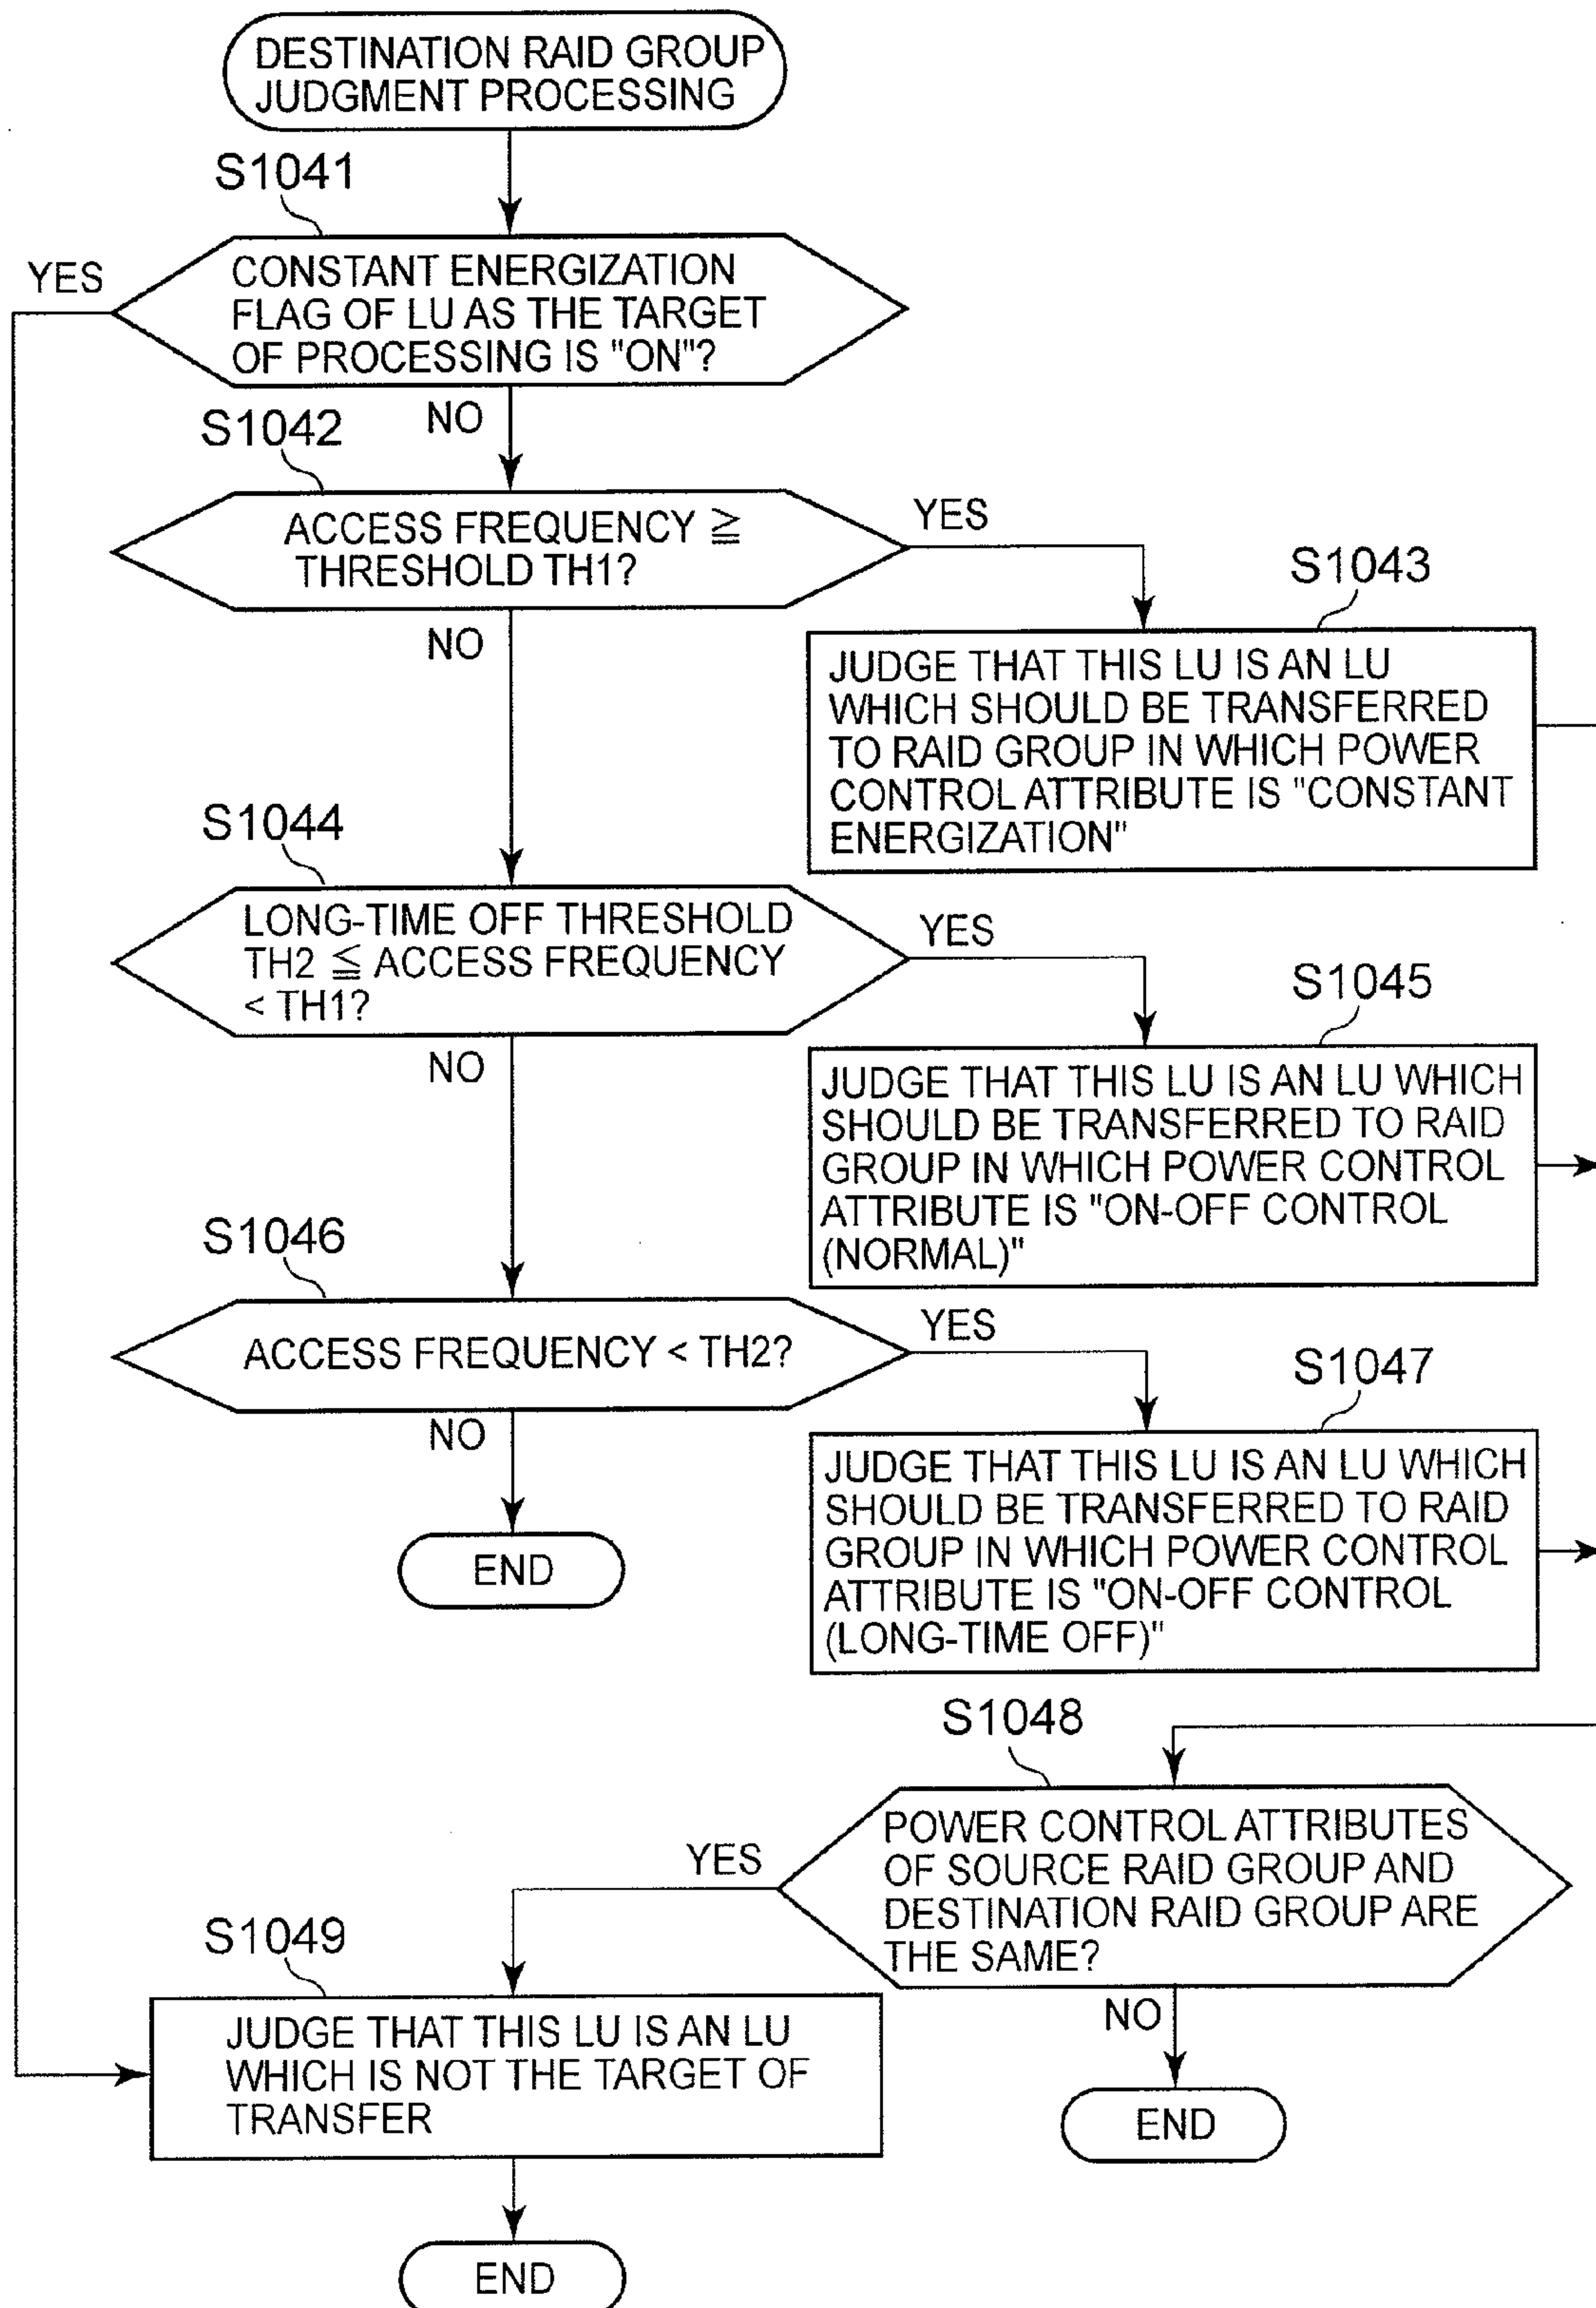 DESTINATION RAID GROUP
JUDGMENT PROCESSING
S1041
YES
CONSTANT ENERGIZATION
FLAG OF LU AS THE TARGET
OF PROCESSING IS "ON"?
NO
S1042
ACCESS FREQUENCY ≧
THRESHOLD TH1?
YES
NO
S1043
JUDGE THAT THIS LU IS AN LU
WHICH SHOULD BE TRANSFERRED
TO RAID GROUP IN WHICH POWER
CONTROL ATTRIBUTE IS "CONSTANT
ENERGIZATION"
S1044
LONG-TIME OFF THRESHOLD
TH2 ≦ ACCESS FREQUENCY
< TH1?
YES
NO
S1045
JUDGE THAT THIS LU IS AN LU WHICH
SHOULD BE TRANSFERRED TO RAID
GROUP IN WHICH POWER CONTROL
ATTRIBUTE IS "ON-OFF CONTROL
(NORMAL)"
S1046
ACCESS FREQUENCY < TH2?
YES
NO
END
S1047
JUDGE THAT THIS LU IS AN LU WHICH
SHOULD BE TRANSFERRED TO RAID
GROUP IN WHICH POWER CONTROL
ATTRIBUTE IS "ON-OFF CONTROL
(LONG-TIME OFF)"
S1048
POWER CONTROL ATTRIBUTES
OF SOURCE RAID GROUP AND
DESTINATION RAID GROUP ARE
THE SAME?
YES
NO
END
S1049
JUDGE THAT THIS LU IS AN LU
WHICH IS NOT THE TARGET OF
TRANSFER
END